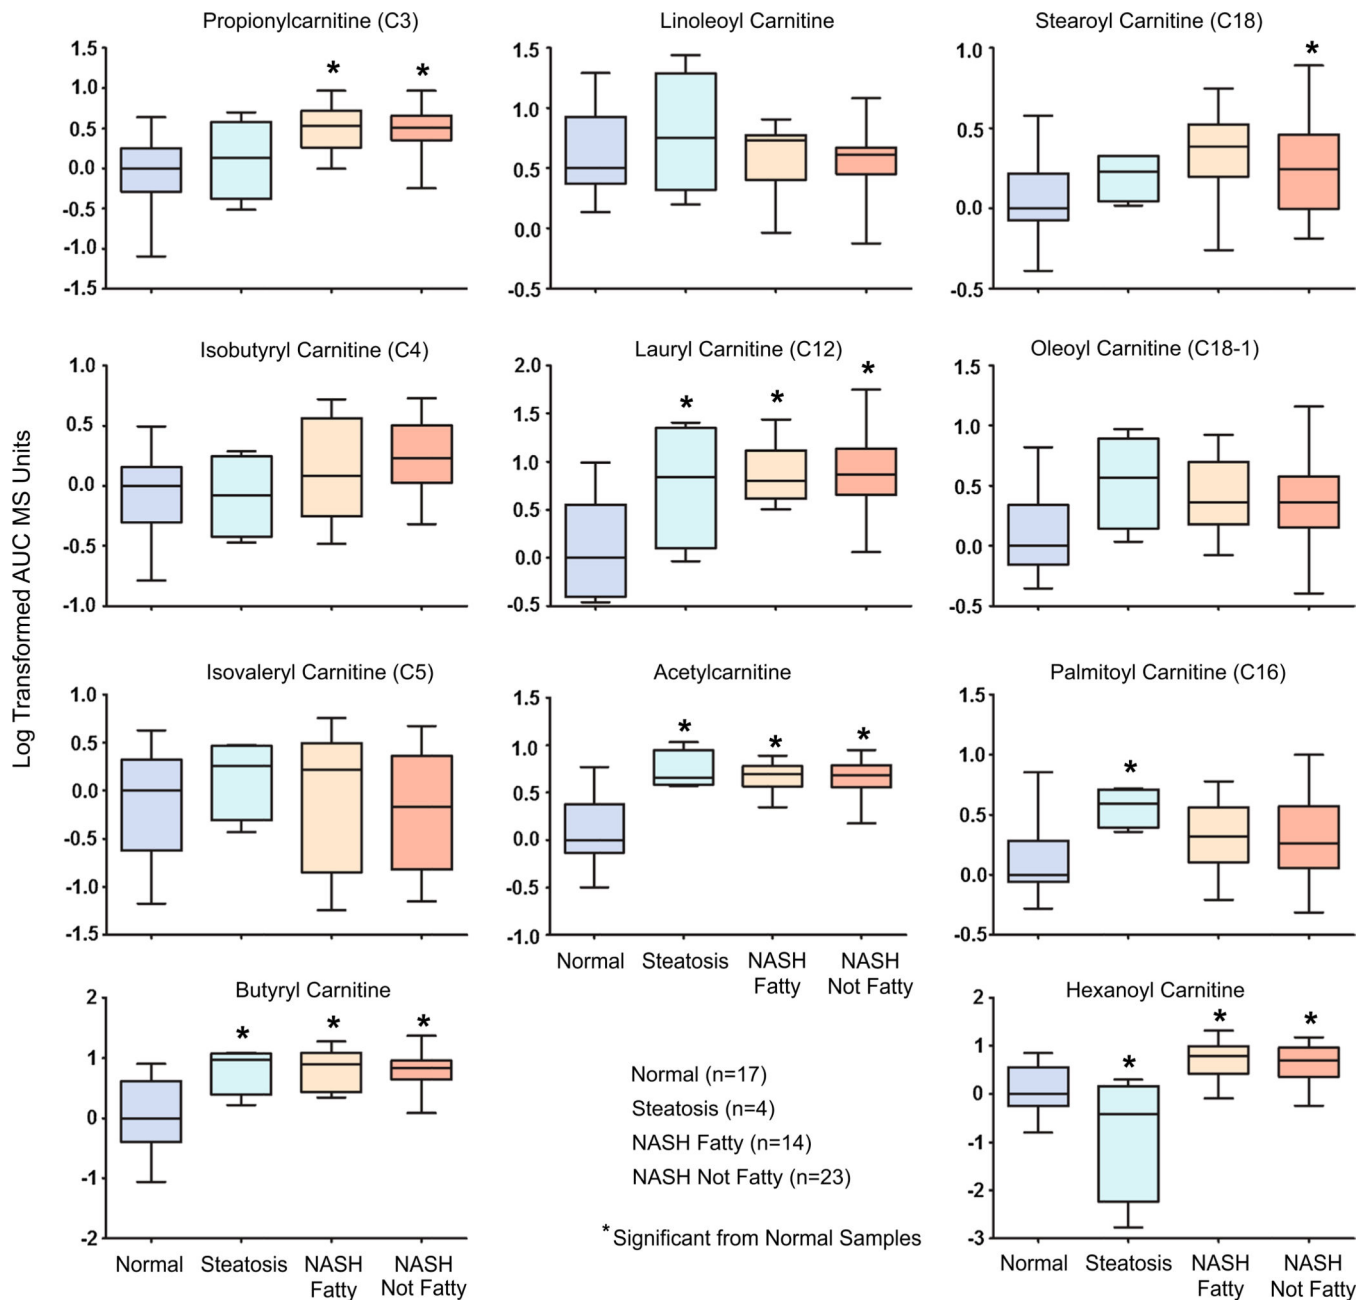 Log Transformed AUC MS Units
Propionylcarnitine (C3)
1.5
1.0
0.5
0.0
-0.5
-1.0
-1.5
*
*
Linoleoyl Carnitine
1.5
1.0
0.5
0.0
-0.5
Stearoyl Carnitine (C18)
1.0
0.5
0.0
-0.5
*
Isobutyryl Carnitine (C4)
1.0
0.5
0.0
-0.5
-1.0
Lauryl Carnitine (C12)
2.0
1.5
1.0
0.5
0.0
-0.5
*
*
*
Oleoyl Carnitine (C18-1)
1.5
1.0
0.5
0.0
-0.5
Isovaleryl Carnitine (C5)
1.0
0.5
0.0
-0.5
-1.0
-1.5
Acetylcarnitine
1.5
1.0
0.5
0.0
-0.5
-1.0
*
*
*
Normal
Steatosis
NASH
Fatty
NASH
Not Fatty
Palmitoyl Carnitine (C16)
1.5
1.0
0.5
0.0
-0.5
*
Butyryl Carnitine
2
1
0
-1
-2
*
*
*
Normal
Steatosis
NASH
Fatty
NASH
Not Fatty
Normal (n=17)
Steatosis (n=4)
NASH Fatty (n=14)
NASH Not Fatty (n=23)
*Significant from Normal Samples
Hexanoyl Carnitine
2
1
0
-1
-2
-3
*
*
*
Normal
Steatosis
NASH
Fatty
NASH
Not Fatty